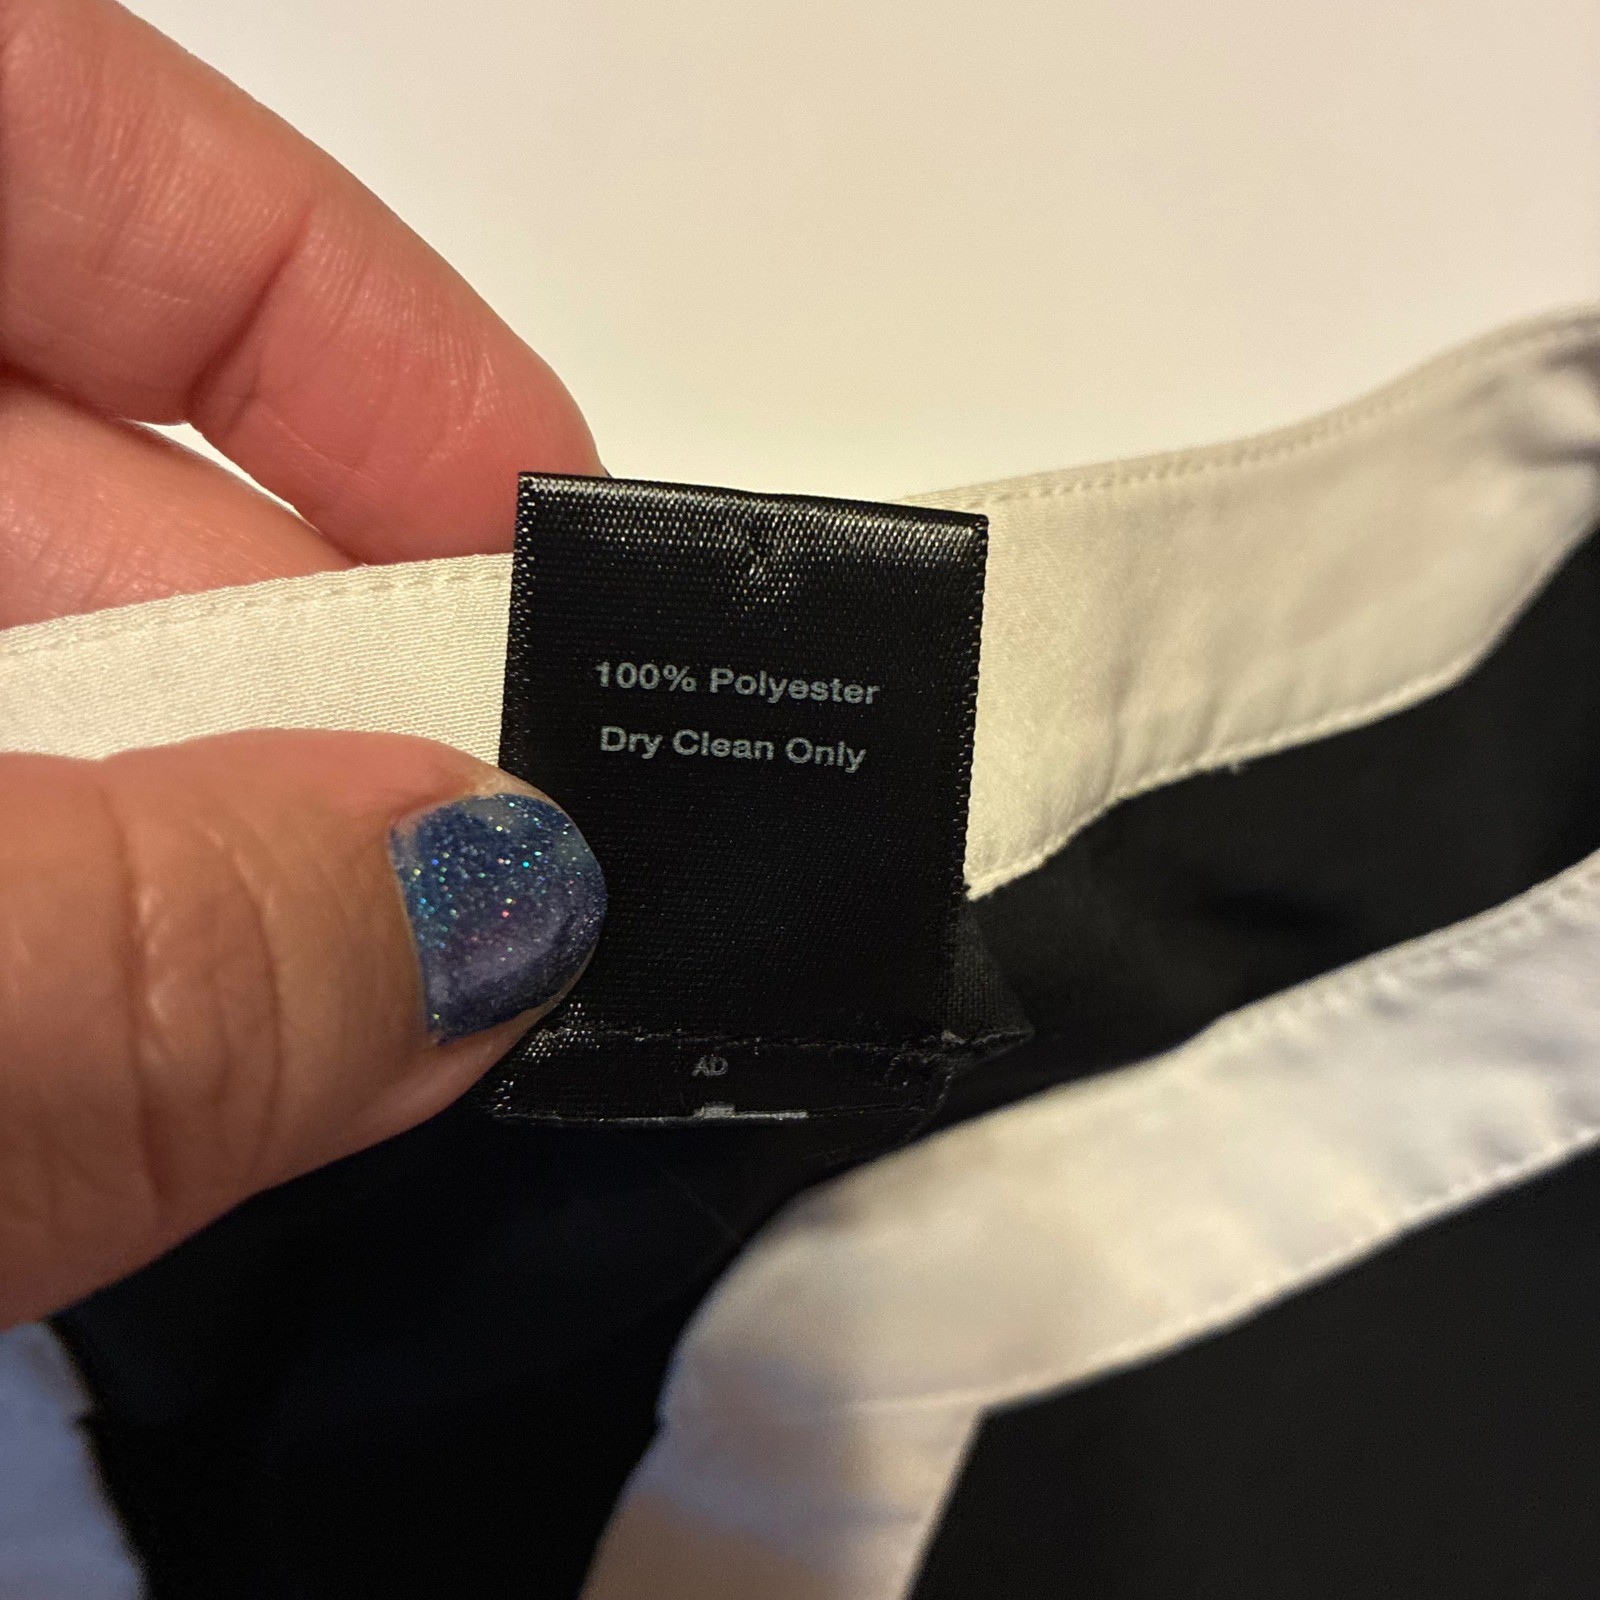 100% Polyester
Dry Clean Only
AD